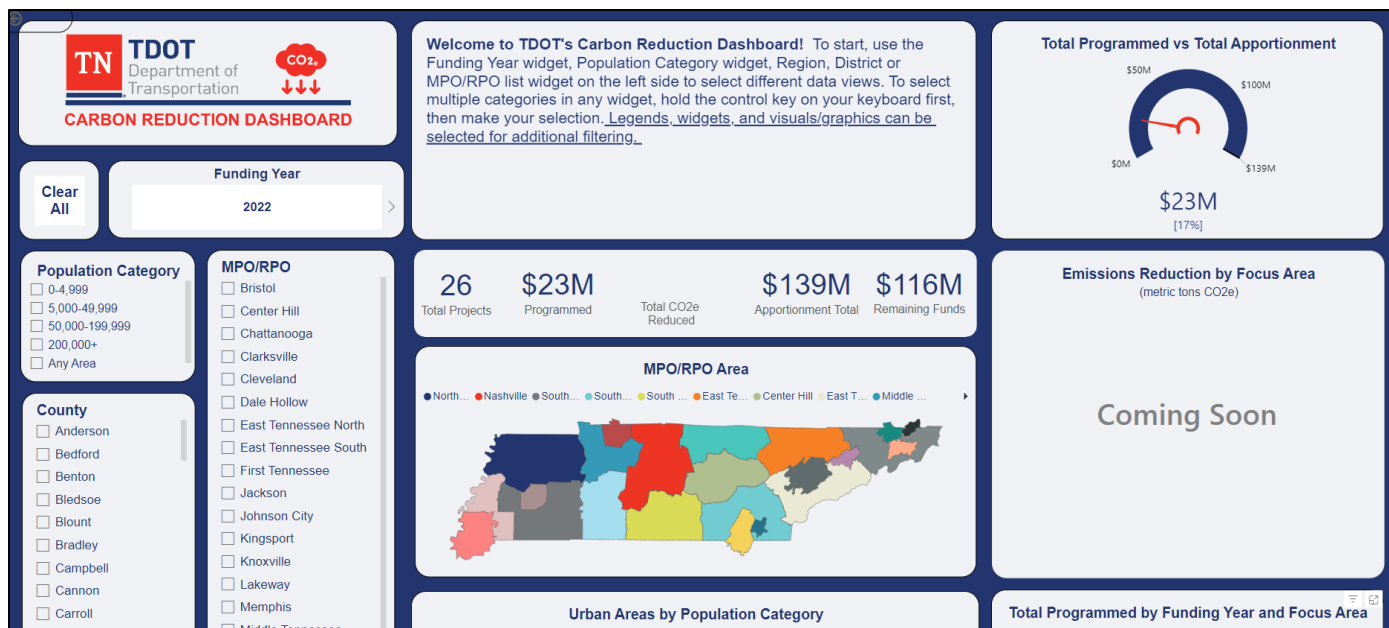 TN
TDOT
Department of
Transportation
CO2e
CARBON REDUCTION DASHBOARD
Welcome to TDOT's Carbon Reduction Dashboard! To start, use the
Funding Year widget, Population Category widget, Region, District or
MPO/RPO list widget on the left side to select different data views. To select
multiple categories in any widget, hold the control key on your keyboard first,
then make your selection. Legends, widgets, and visuals/graphics can be
selected for additional filtering.
Total Programmed vs Total Apportionment
$50M
$100M
$0M
$139M
$23M
[17%]
Clear
All
Funding Year
2022
Population Category
0-4,999
5,000-49,999
50,000-199,999
200,000+
Any Area
County
Anderson
Bedford
Benton
Bledsoe
Blount
Bradley
Campbell
Cannon
Carroll
MPO/RPO
Bristol
Center Hill
Chattanooga
Clarksville
Cleveland
Dale Hollow
East Tennessee North
East Tennessee South
First Tennessee
Jackson
Johnson City
Kingsport
Knoxville
Lakeway
Memphis
26
Total Projects
$23M
Programmed
Total CO2e
Reduced
$139M
Apportionment Total
$116M
Remaining Funds
MPO/RPO Area
North... Nashville South... South... South ... East Te... Center Hill East T... Middle ...
Emissions Reduction by Focus Area
(metric tons CO2e)
Coming Soon
Urban Areas by Population Category
Total Programmed by Funding Year and Focus Area